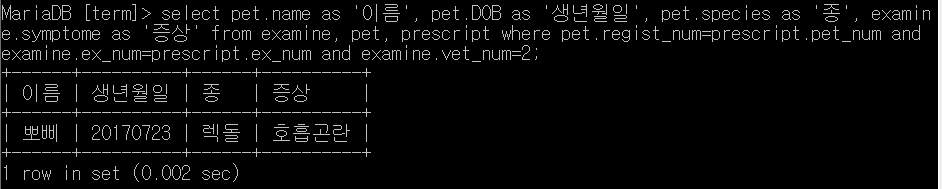 MariaDB [term]> select pet.name as '이름', pet.DOB as '생년월일', pet.species as '종', examin
e.symptome as '증상' from examine, pet, prescript where pet.regist_num=prescript.pet_num and
examine.ex_num=prescript.ex_num and examine.vet_num=2;
+------+----------+------+-----------+
| 이름 | 생년월일 | 종   | 증상      |
+------+----------+------+-----------+
| 뽀삐 | 20170723 | 렉돌 | 호흡곤란  |
+------+----------+------+-----------+
1 row in set (0.002 sec)